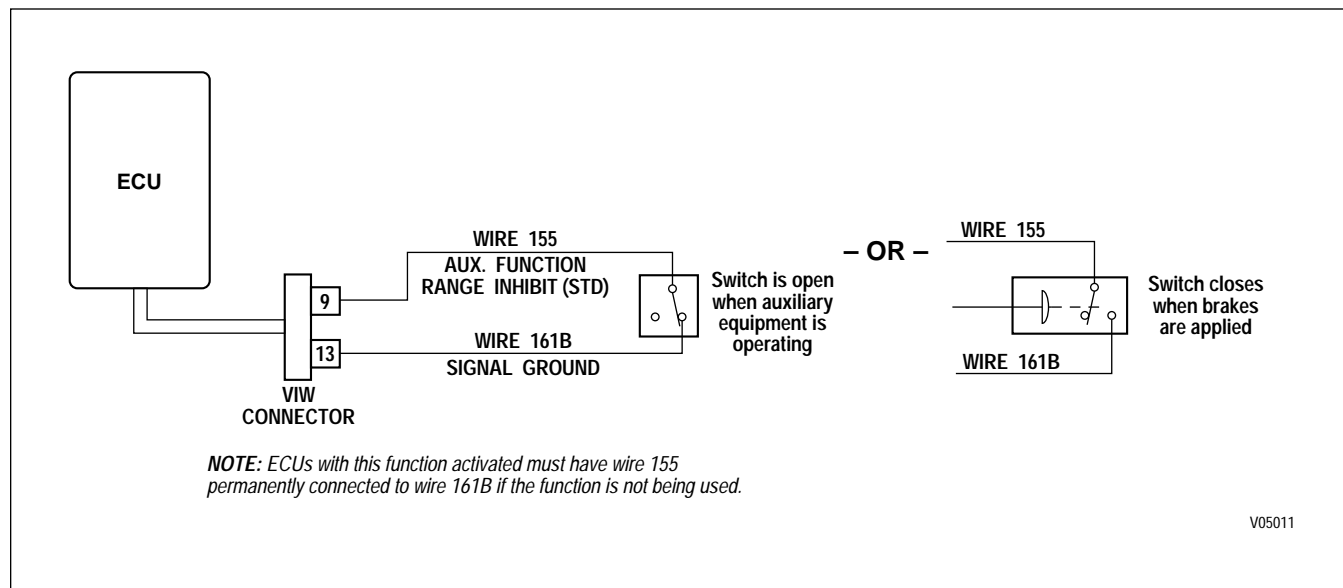 ECU
WIRE 155
AUX. FUNCTION
RANGE INHIBIT (STD)
9
13
WIRE 161B
SIGNAL GROUND
VIW
CONNECTOR
Switch is open
when auxiliary
equipment is
operating
– OR –
WIRE 155
WIRE 161B
Switch closes
when brakes
are applied
NOTE: ECUs with this function activated must have wire 155
permanently connected to wire 161B if the function is not being used.
V05011